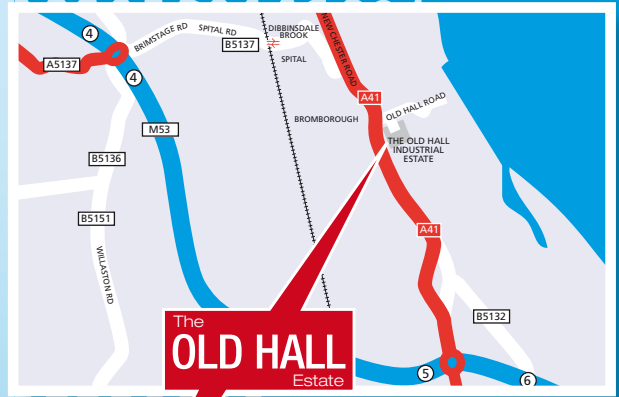 4
BRIMSTAGE RD
SPITAL RD
B5137
DIBBINSDALE
BROOK
SPITAL
NEW CHESTER ROAD
A5137
4
A41
OLD HALL ROAD
M53
BROMBOROUGH
THE OLD HALL
INDUSTRIAL
ESTATE
B5136
B5151
A41
WILLASTON RD
The
OLD HALL
Estate
B5132
5
6